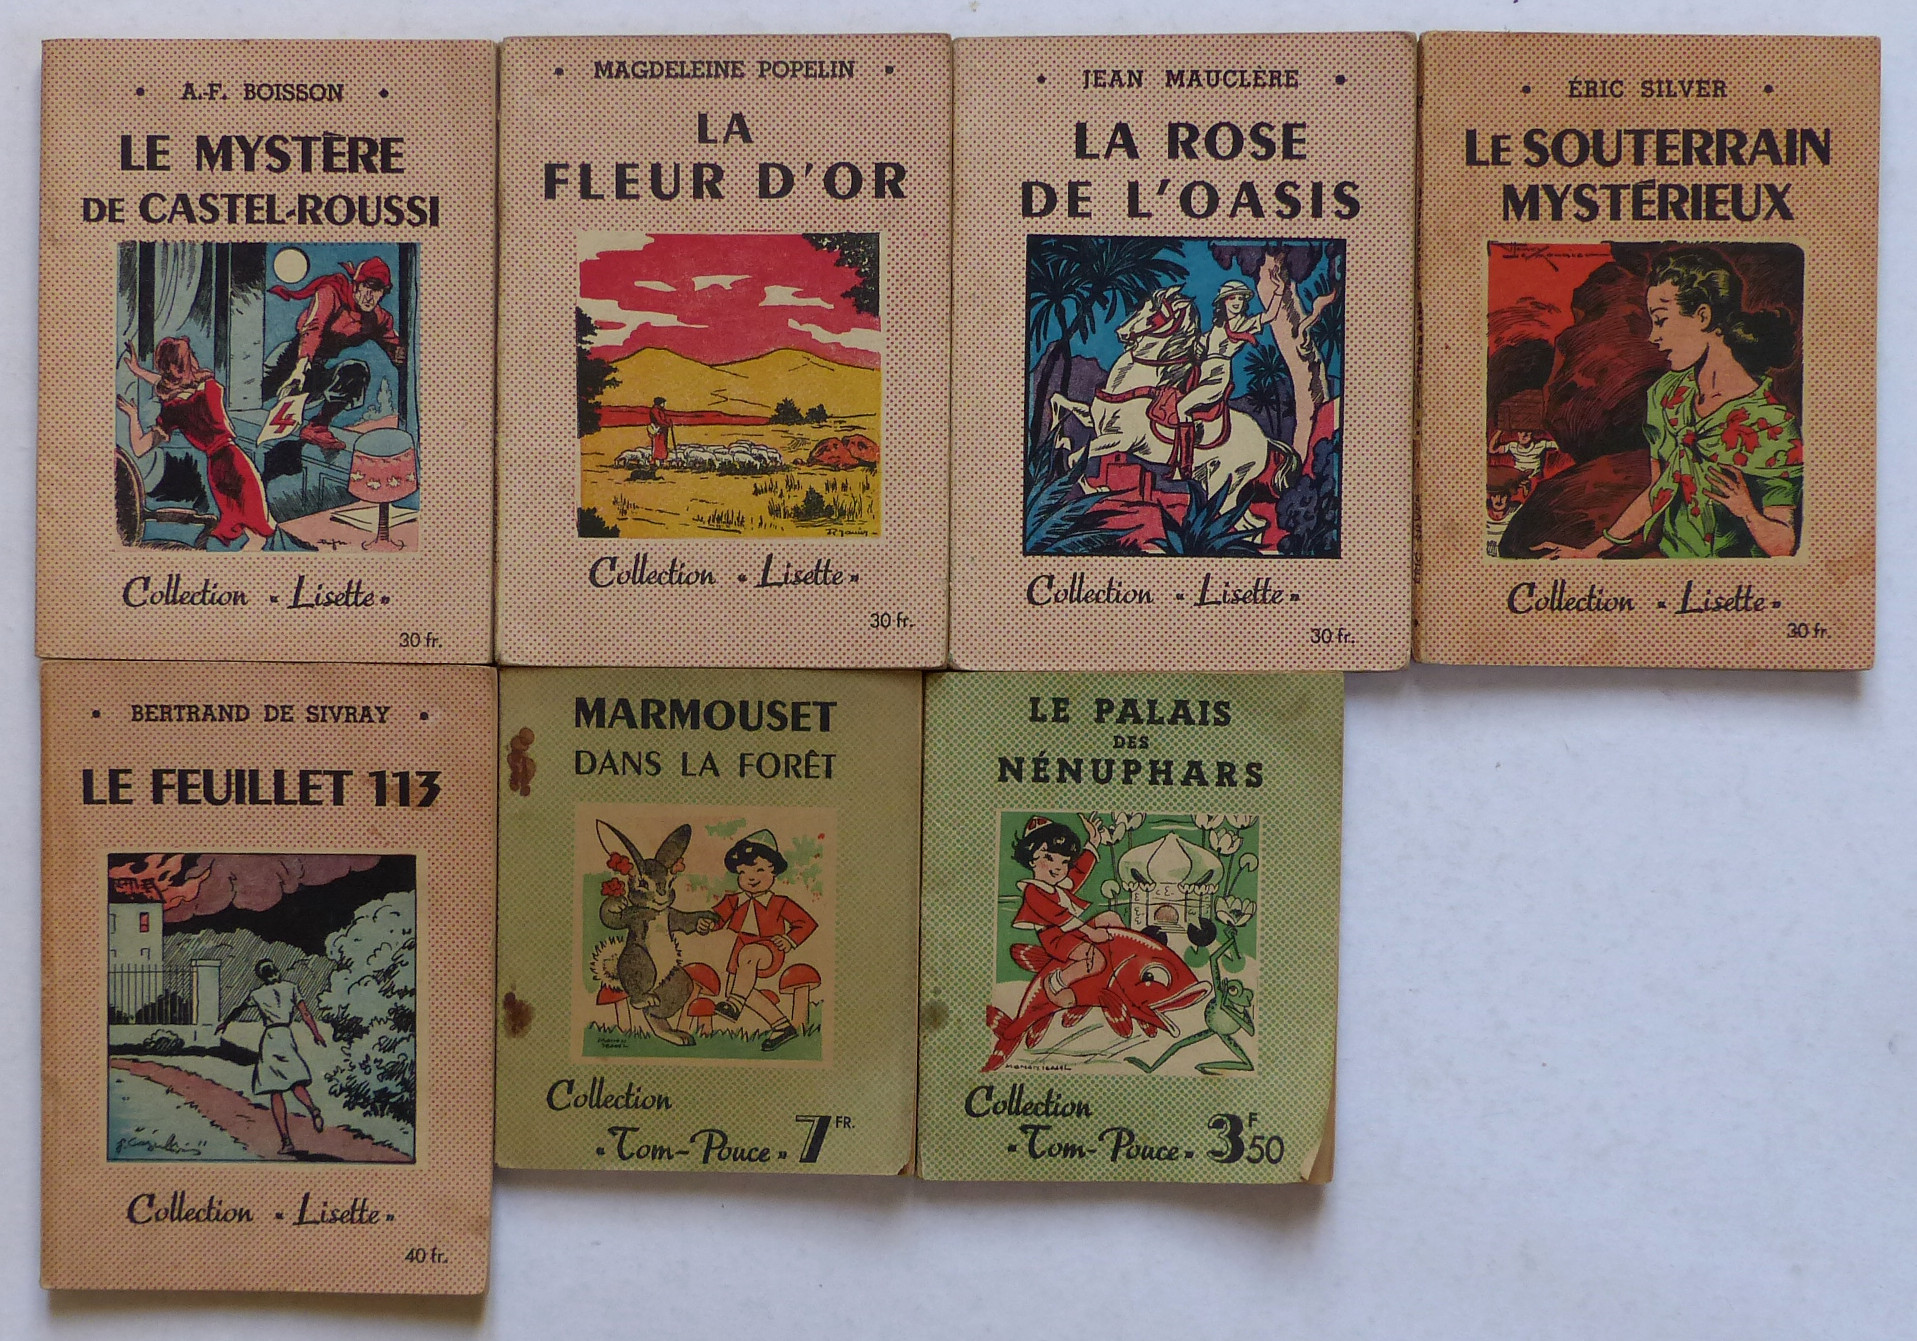 • A.-F. BOISSON •
LE MYSTÈRE
DE CASTEL-ROUSSI
4
Collection « Lisette »
30 fr.
• MAGDELEINE POPELIN •
LA
FLEUR D'OR
Collection « Lisette »
30 fr.
• JEAN MAUCLÈRE •
LA ROSE
DE L'OASIS
Collection « Lisette »
30 fr.
• ÉRIC SILVER •
LE SOUTERRAIN
MYSTÉRIEUX
Collection « Lisette »
30 fr.
• BERTRAND DE SIVRAY •
LE FEUILLET 113
Collection « Lisette »
40 fr.
MARMOUSET
DANS LA FORÊT
Collection
« Tom-Pouce » 7 FR.
LE PALAIS
DES
NÉNUPHARS
Collection
« Tom-Pouce » 3F50